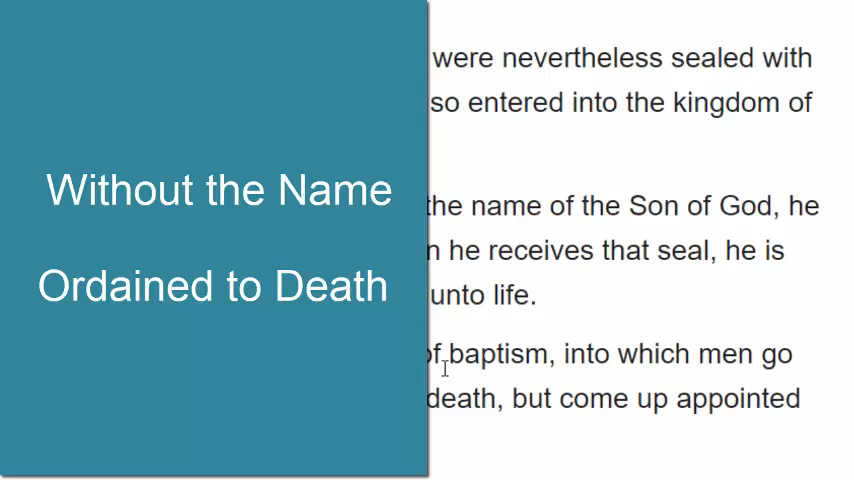 Without the Name
Ordained to Death
were nevertheless sealed with
so entered into the kingdom of
the name of the Son of God, he
he receives that seal, he is
unto life.
of baptism, into which men go
death, but come up appointed